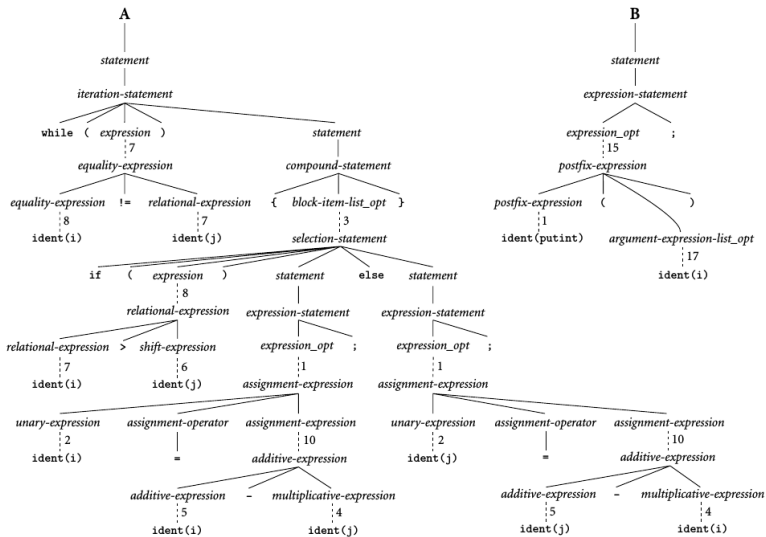 A B
statement statement
iteration-statement expression-statement
while ( expression ) statement expression_opt ;
7 15
equality-expression compound-statement postfix-expression
equality-expression != relational-expression { block-item-list_opt } postfix-expression ( )
8 7 3 1
ident(i) ident(j) selection-statement ident(putint) argument-expression-list_opt
17
if ( expression ) statement else statement ident(i)
8
relational-expression expression-statement expression-statement
relational-expression > shift-expression expression_opt ; expression_opt ;
7 6 1 1
ident(i) ident(j) assignment-expression assignment-expression
unary-expression assignment-operator assignment-expression unary-expression assignment-operator assignment-expression
2 10 2 10
ident(i) = additive-expression ident(j) = additive-expression
additive-expression − multiplicative-expression additive-expression − multiplicative-expression
5 4 5 4
ident(i) ident(j) ident(j) ident(i)